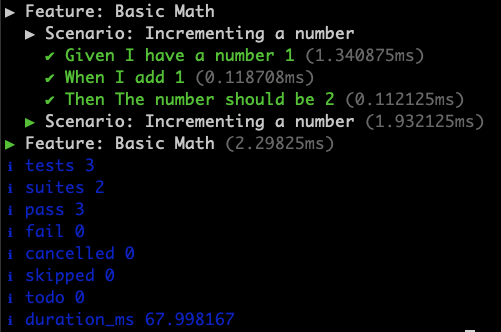 ▶ Feature: Basic Math
▶ Scenario: Incrementing a number
✔ Given I have a number 1 (1.340875ms)
✔ When I add 1 (0.118708ms)
✔ Then The number should be 2 (0.112125ms)
▶ Scenario: Incrementing a number (1.932125ms)
▶ Feature: Basic Math (2.29825ms)
ℹ tests 3
ℹ suites 2
ℹ pass 3
ℹ fail 0
ℹ cancelled 0
ℹ skipped 0
ℹ todo 0
ℹ duration_ms 67.998167